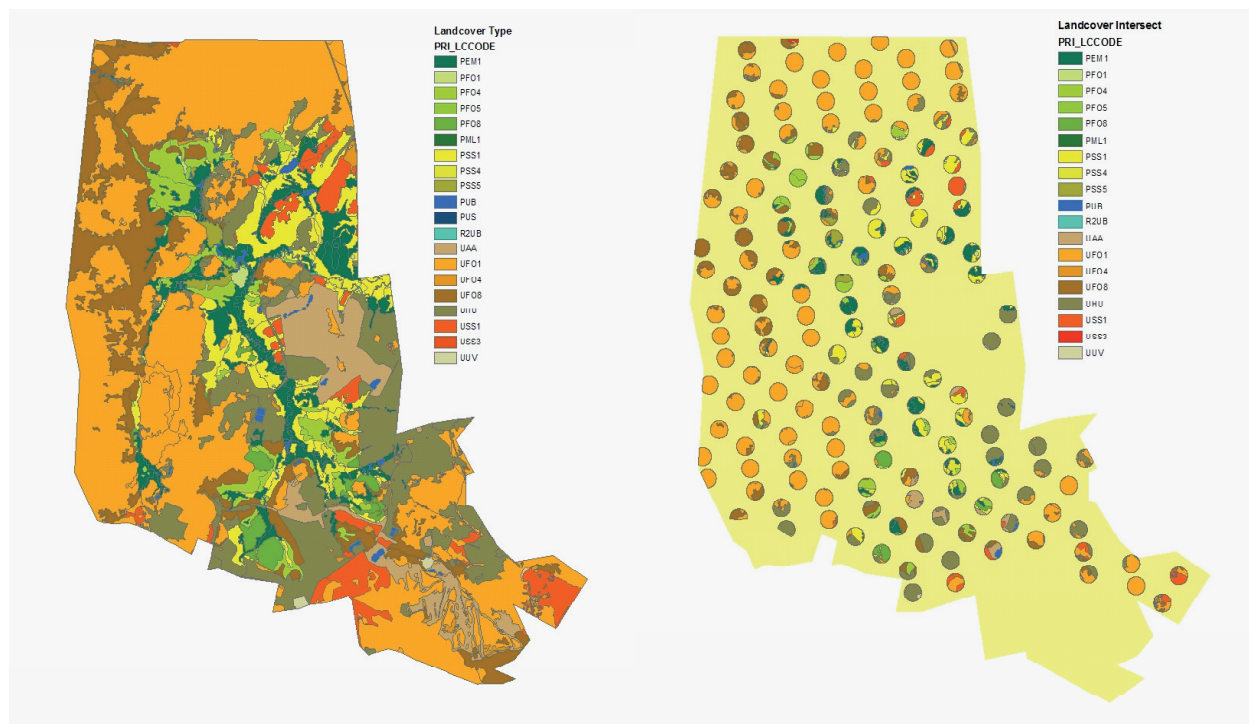 Landcover Type
PRI_LCCODE
PEM1
PFO1
PFO4
PFO5
PFO8
PML1
PSS1
PSS4
PSS5
PUB
PUS
R2UB
UAA
UFO1
UFO4
UFO8
UHU
USS1
USS3
UUV
Landcover Intersect
PRI_LCCODE
PEM1
PFO1
PFO4
PFO5
PFO8
PML1
PSS1
PSS4
PSS5
PUB
R2UB
UAA
UFO1
UFO4
UFO8
UHU
USS1
USS3
UUV